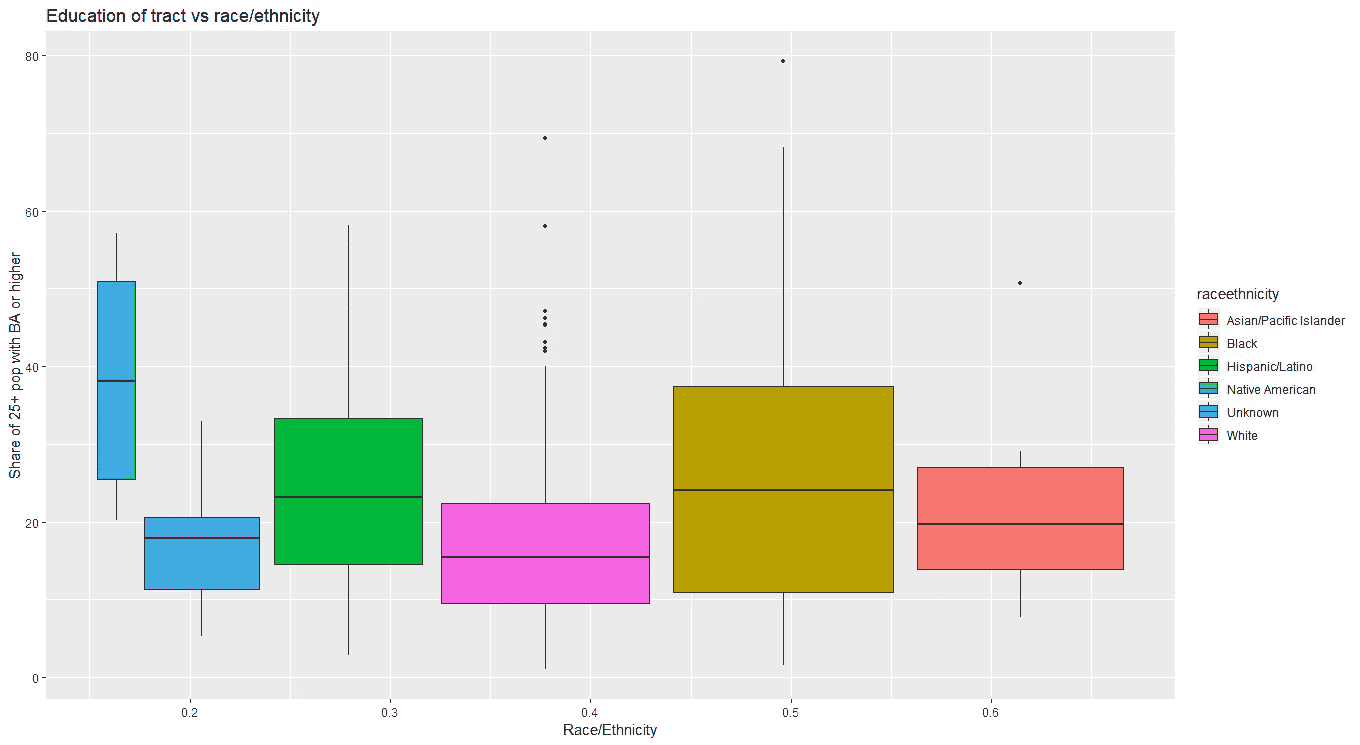 Education of tract vs race/ethnicity
80
60
40
20
0
Share of 25+ pop with BA or higher
0.2
0.3
0.4
0.5
0.6
Race/Ethnicity
raceethnicity
Asian/Pacific Islander
Black
Hispanic/Latino
Native American
Unknown
White